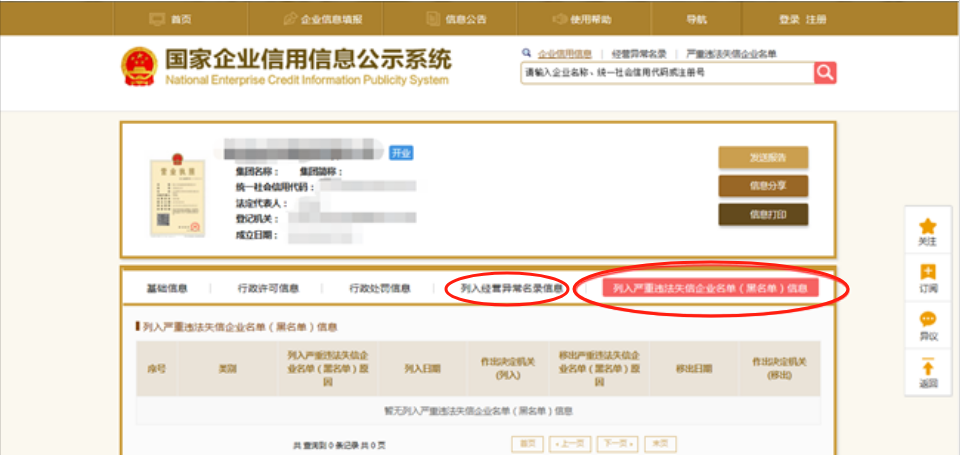 首页 企业信息填报 信息公告 使用帮助 导航 登录 注册
国家企业信用信息公示系统
National Enterprise Credit Information Publicity System
企业信用信息 | 经营异常名录 | 严重违法失信企业名单
请输入企业名称、统一社会信用代码或注册号
开业
集团名称： 集团简称：
统一社会信用代码：
法定代表人：
登记机关：
成立日期：
营业执照
发送报告
信息分享
信息打印
关注
订阅
异议
返回
基础信息 | 行政许可信息 | 行政处罚信息 | 列入经营异常名录信息 列入严重违法失信企业名单（黑名单）信息
列入严重违法失信企业名单（黑名单）信息
序号 类别 列入严重违法失信企业名单（黑名单）原因 列入日期 作出决定机关(列入) 移出严重违法失信企业名单（黑名单）原因 移出日期 作出决定机关(移出)
暂无列入严重违法失信企业名单（黑名单）信息
共 查询到 0 条记录 共 0 页 首页 上一页 下一页 末页